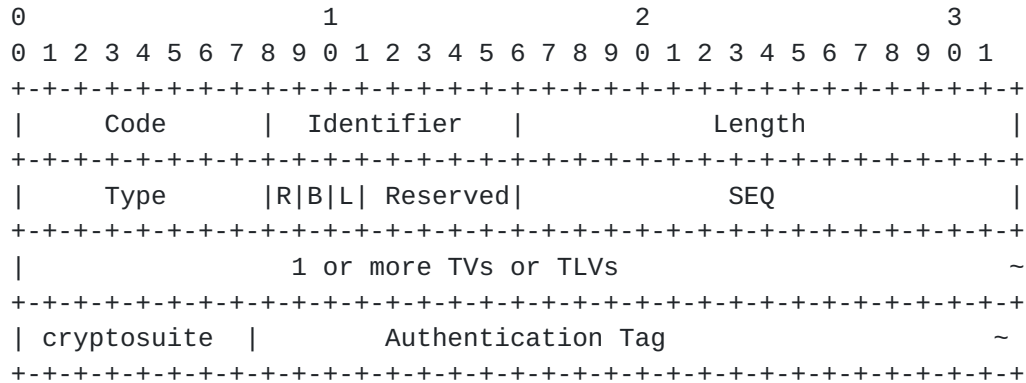 0                   1                   2                   3
0 1 2 3 4 5 6 7 8 9 0 1 2 3 4 5 6 7 8 9 0 1 2 3 4 5 6 7 8 9 0 1
+-+-+-+-+-+-+-+-+-+-+-+-+-+-+-+-+-+-+-+-+-+-+-+-+-+-+-+-+-+-+-+-+
|     Code      |  Identifier   |            Length             |
+-+-+-+-+-+-+-+-+-+-+-+-+-+-+-+-+-+-+-+-+-+-+-+-+-+-+-+-+-+-+-+-+
|     Type      |R|B|L| Reserved|             SEQ               |
+-+-+-+-+-+-+-+-+-+-+-+-+-+-+-+-+-+-+-+-+-+-+-+-+-+-+-+-+-+-+-+-+
|                 1 or more TVs or TLVs                         ~
+-+-+-+-+-+-+-+-+-+-+-+-+-+-+-+-+-+-+-+-+-+-+-+-+-+-+-+-+-+-+-+-+
| cryptosuite  |        Authentication Tag                     ~
+-+-+-+-+-+-+-+-+-+-+-+-+-+-+-+-+-+-+-+-+-+-+-+-+-+-+-+-+-+-+-+-+